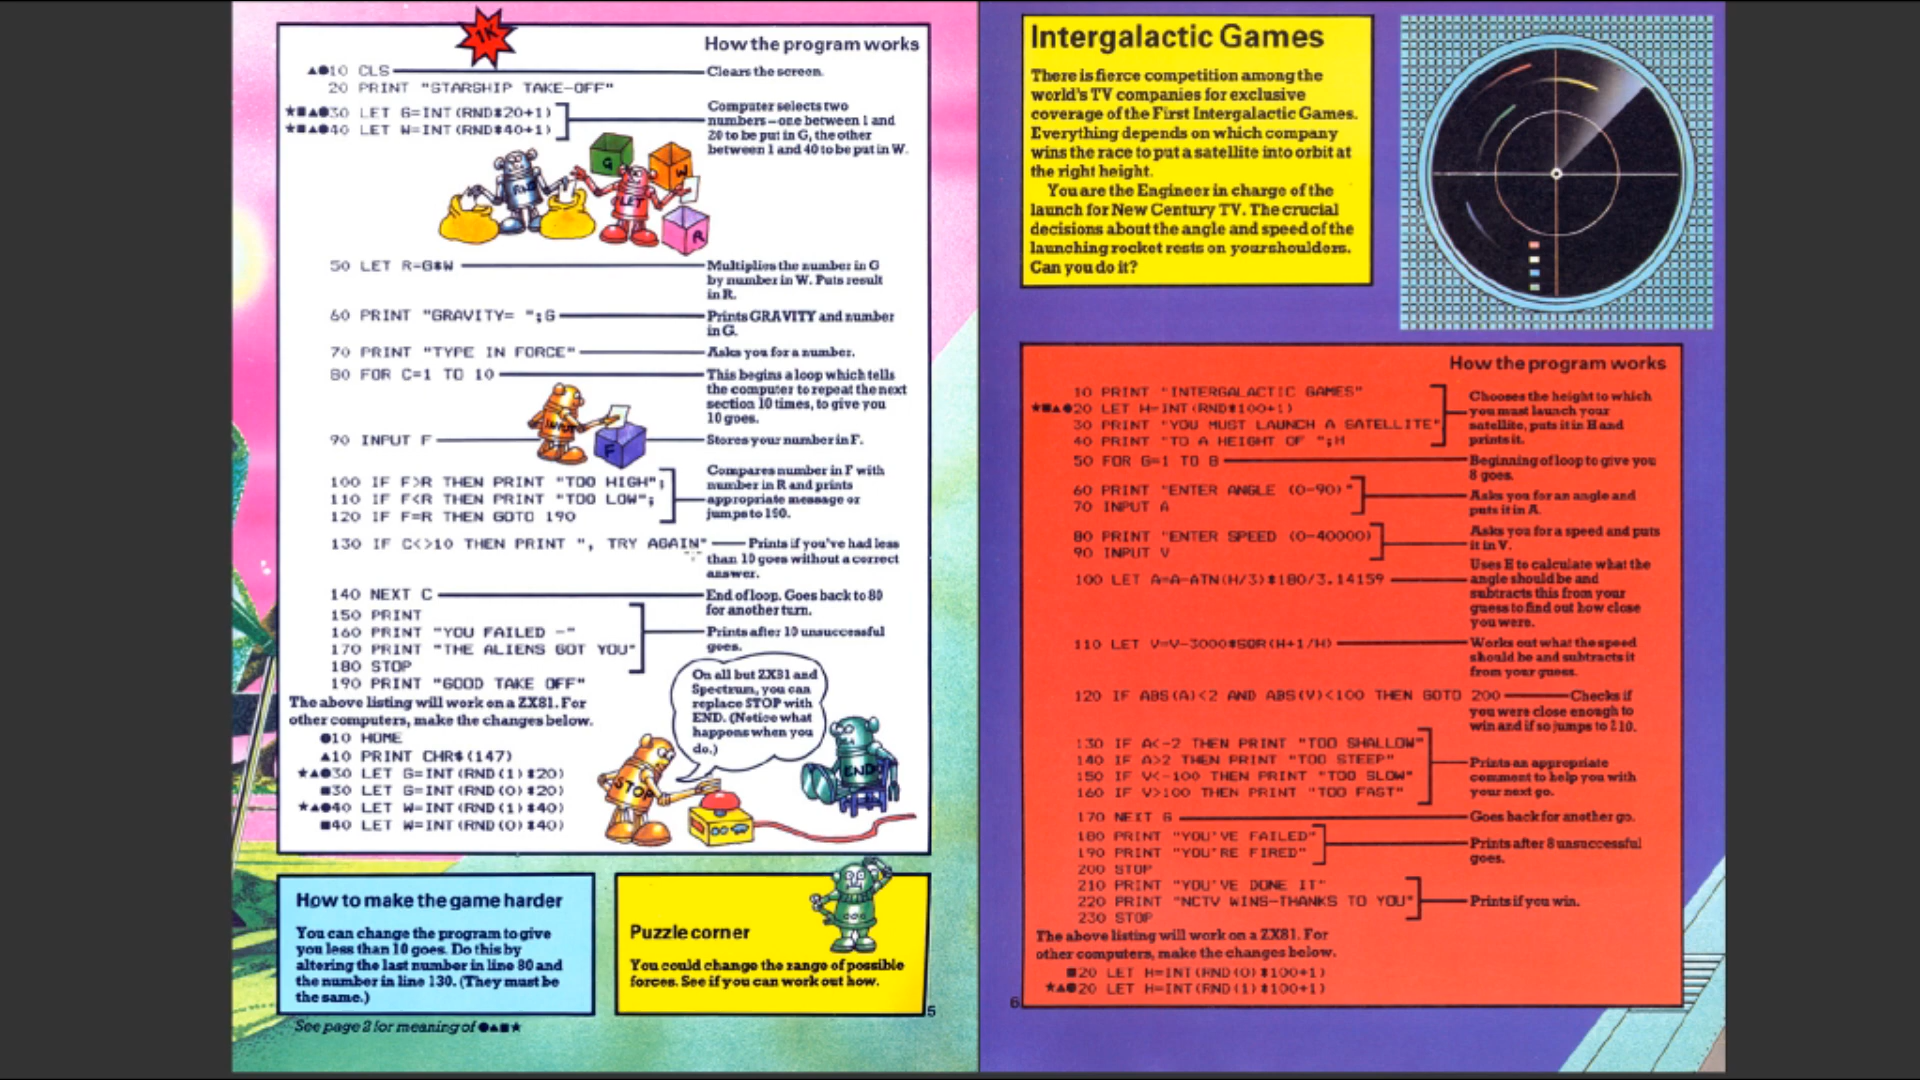 1K
How the program works
▲●10 CLS
Clears the screen.
20 PRINT "STARSHIP TAKE-OFF"
★■▲●30 LET G=INT(RND*20+1)
★■▲●40 LET W=INT(RND*40+1)
Computer selects two
numbers – one between 1 and
20 to be put in G, the other
between 1 and 40 to be put in W.
G
W
FIND
LET
R
50 LET R=G*W
Multiplies the number in G
by number in W. Puts result
in R.
60 PRINT "GRAVITY= ";G
Prints GRAVITY and number
in G.
70 PRINT "TYPE IN FORCE"
Asks you for a number.
80 FOR C=1 TO 10
This begins a loop which tells
the computer to repeat the next
section 10 times, to give you
10 goes.
INPUT
F
90 INPUT F
Stores your number in F.
100 IF F>R THEN PRINT "TOO HIGH";
110 IF F<R THEN PRINT "TOO LOW";
120 IF F=R THEN GOTO 190
Compares number in F with
number in R and prints
appropriate message or
jumps to 190.
130 IF C<>10 THEN PRINT ", TRY AGAIN"
Prints if you've had less
than 10 goes without a correct
answer.
140 NEXT C
End of loop. Goes back to 80
for another turn.
150 PRINT
160 PRINT "YOU FAILED -"
170 PRINT "THE ALIENS GOT YOU"
180 STOP
Prints after 10 unsuccessful
goes.
190 PRINT "GOOD TAKE OFF"
The above listing will work on a ZX81. For
other computers, make the changes below.
●10 HOME
▲10 PRINT CHR$(147)
★▲●30 LET G=INT(RND(1)*20)
■30 LET G=INT(RND(0)*20)
★▲●40 LET W=INT(RND(1)*40)
■40 LET W=INT(RND(0)*40)
On all but ZX81 and
Spectrum, you can
replace STOP with
END. (Notice what
happens when you
do.)
STOP
END
How to make the game harder
You can change the program to give
you less than 10 goes. Do this by
altering the last number in line 80 and
the number in line 130. (They must be
the same.)
Puzzle corner
You could change the range of possible
forces. See if you can work out how.
See page 2 for meaning of ●▲■★
5
Intergalactic Games
There is fierce competition among the
world's TV companies for exclusive
coverage of the First Intergalactic Games.
Everything depends on which company
wins the race to put a satellite into orbit at
the right height.
You are the Engineer in charge of the
launch for New Century TV. The crucial
decisions about the angle and speed of the
launching rocket rests on your shoulders.
Can you do it?
How the program works
10 PRINT "INTERGALACTIC GAMES"
★■▲●20 LET H=INT(RND*100+1)
30 PRINT "YOU MUST LAUNCH A SATELLITE"
40 PRINT "TO A HEIGHT OF ";H
Chooses the height to which
you must launch your
satellite, puts it in H and
prints it.
50 FOR G=1 TO 8
Beginning of loop to give you
8 goes.
60 PRINT "ENTER ANGLE (0-90)"
70 INPUT A
Asks you for an angle and
puts it in A.
80 PRINT "ENTER SPEED (0-40000)
90 INPUT V
Asks you for a speed and puts
it in V.
100 LET A=A-ATN(H/3)*180/3.14159
Uses E to calculate what the
angle should be and
subtracts this from your
guess to find out how close
you were.
110 LET V=V-3000*SQR(H+1/H)
Works out what the speed
should be and subtracts it
from your guess.
120 IF ABS(A)<2 AND ABS(V)<100 THEN GOTO 200
Checks if
you were close enough to
win and if so jumps to 210.
130 IF A<-2 THEN PRINT "TOO SHALLOW"
140 IF A>2 THEN PRINT "TOO STEEP"
150 IF V<-100 THEN PRINT "TOO SLOW"
160 IF V>100 THEN PRINT "TOO FAST"
Prints an appropriate
comment to help you with
your next go.
170 NEXT G
Goes back for another go.
180 PRINT "YOU'VE FAILED"
190 PRINT "YOU'RE FIRED"
200 STOP
Prints after 8 unsuccessful
goes.
210 PRINT "YOU'VE DONE IT"
220 PRINT "NCTV WINS-THANKS TO YOU"
230 STOP
Prints if you win.
The above listing will work on a ZX81. For
other computers, make the changes below.
■20 LET H=INT(RND(0)*100+1)
★▲●20 LET H=INT(RND(1)*100+1)
6